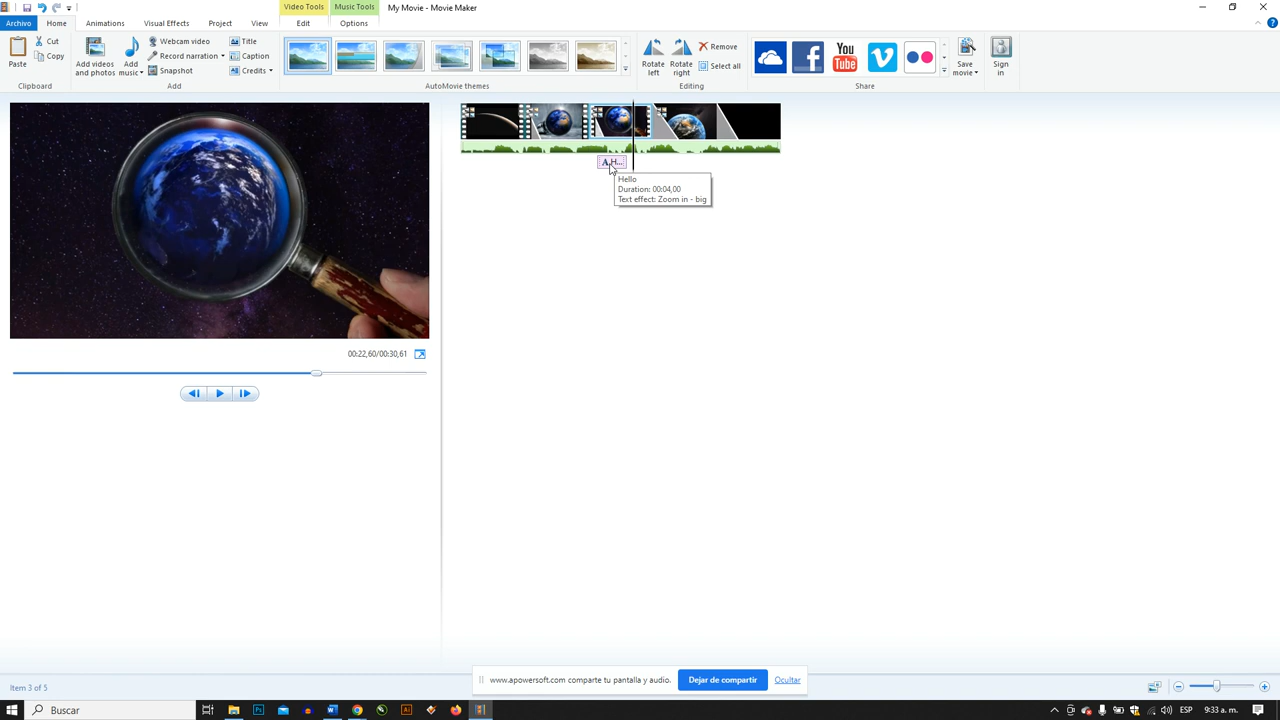 Video Tools
Music Tools
My Movie - Movie Maker
Archivo
Home
Animations
Visual Effects
Project
View
Edit
Options
Paste
Cut
Copy
Clipboard
Add videos
and photos
Add
music
Webcam video
Record narration
Snapshot
Title
Caption
Credits
Add
AutoMovie themes
Rotate
left
Rotate
right
Remove
Select all
Editing
You
Tube
Share
Save
movie
Sign
in
A H...
Hello
Duration: 00:04,00
Text effect: Zoom in - big
00:22,60/00:30,61
Item 3 of 5
www.apowersoft.com comparte tu pantalla y audio.
Dejar de compartir
Ocultar
Buscar
Ps
W
Ai
ESP
9:33 a. m.